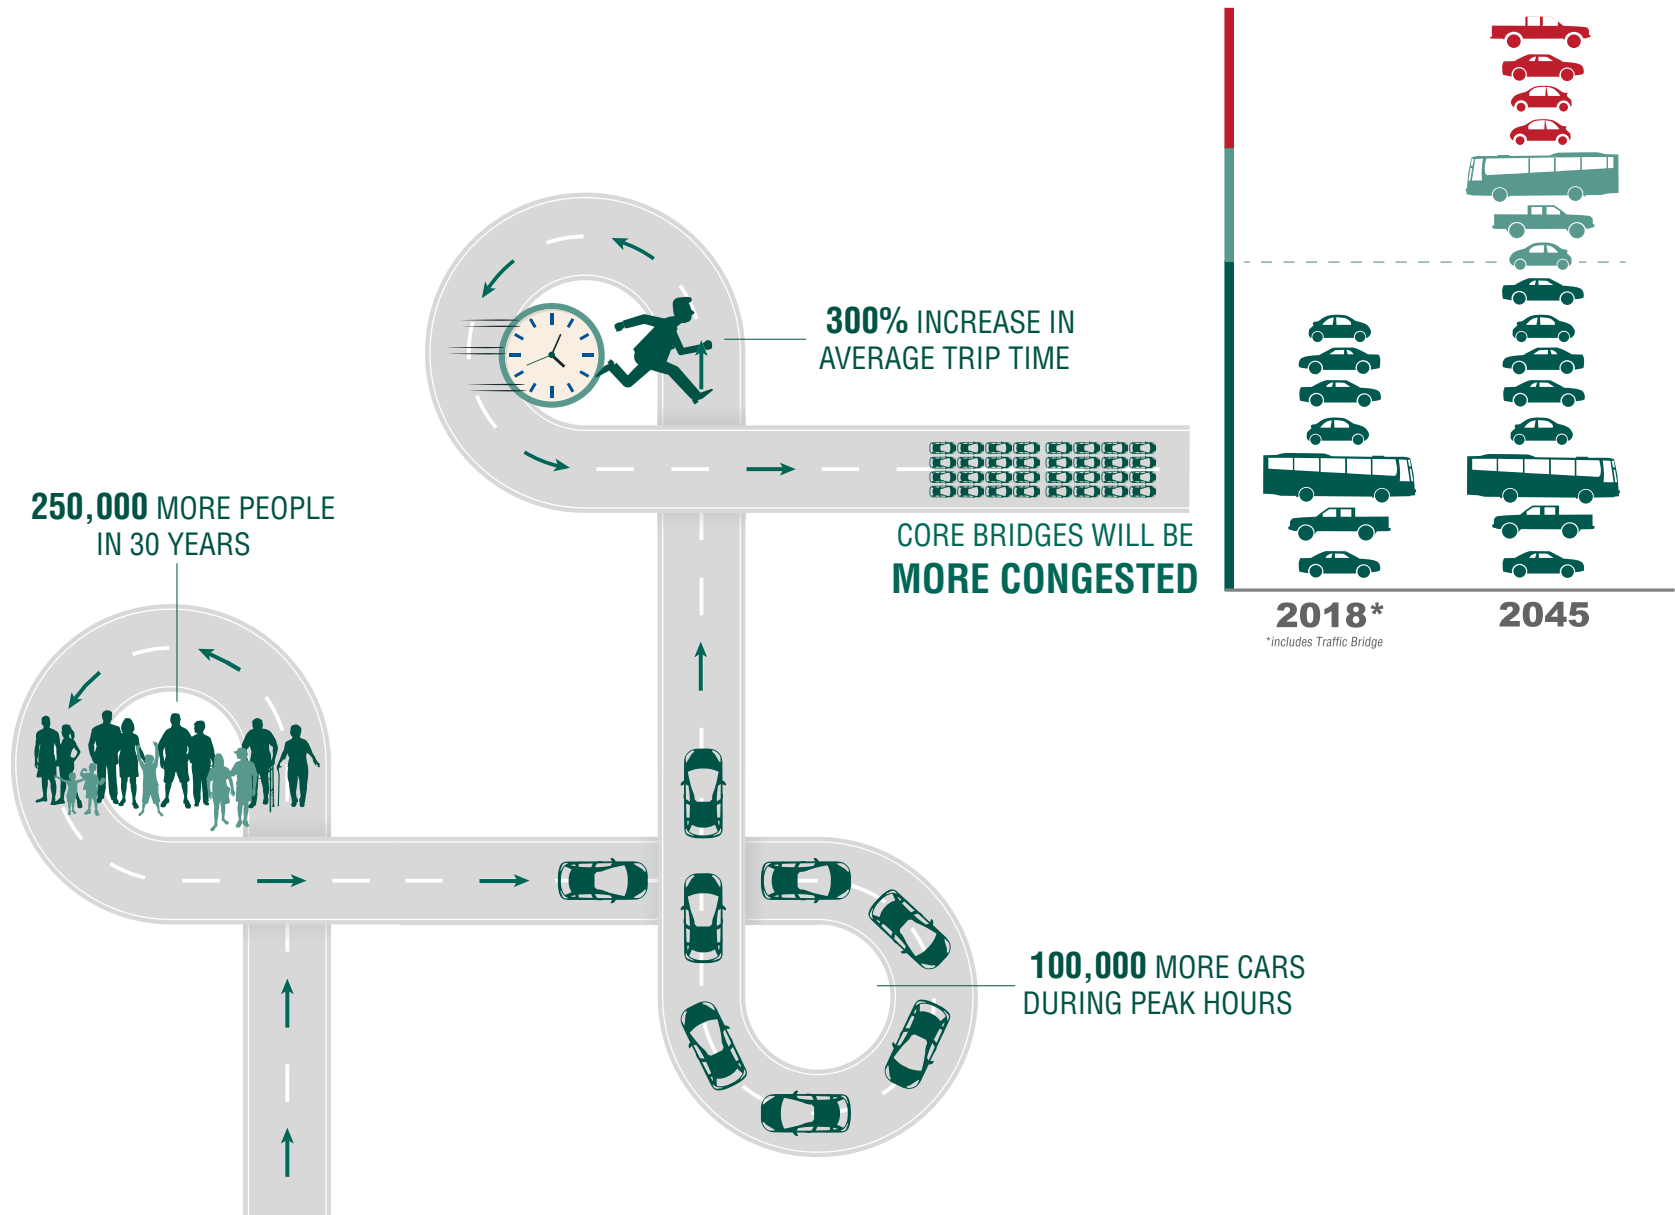 300% INCREASE IN
AVERAGE TRIP TIME
250,000 MORE PEOPLE
IN 30 YEARS
CORE BRIDGES WILL BE
MORE CONGESTED
2018*
*includes Traffic Bridge
2045
100,000 MORE CARS
DURING PEAK HOURS